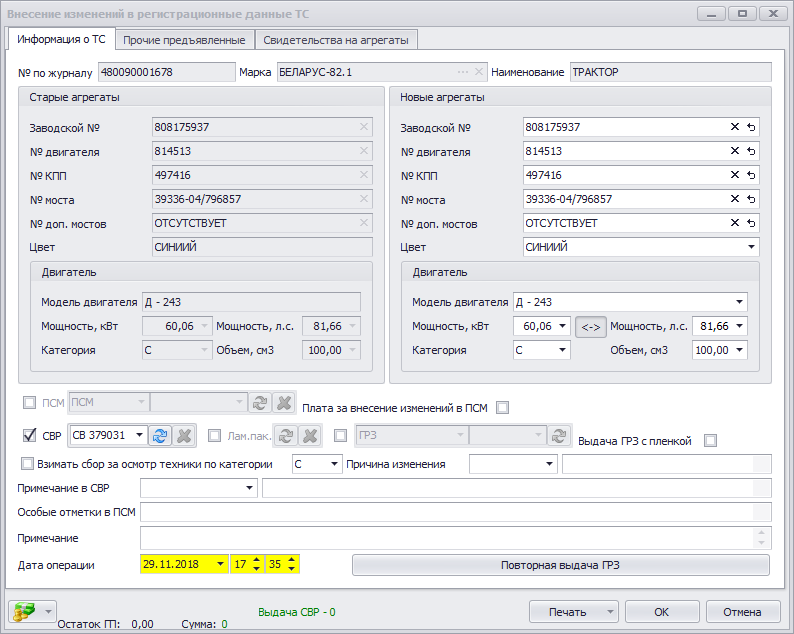 Внесение изменений в регистрационные данные ТС
Информация о ТС Прочие предъявленные Свидетельства на агрегаты
№ по журналу 480090001678 Марка БЕЛАРУС-82.1 Наименование ТРАКТОР
Старые агрегаты
Заводской № 808175937
№ двигателя 814513
№ КПП 497416
№ моста 39336-04/796857
№ доп. мостов ОТСУТСТВУЕТ
Цвет СИНИЙ
Двигатель
Модель двигателя Д - 243
Мощность, кВт 60,06 Мощность, л.с. 81,66
Категория C Объем, см3 100,00
Новые агрегаты
Заводской № 808175937
№ двигателя 814513
№ КПП 497416
№ моста 39336-04/796857
№ доп. мостов ОТСУТСТВУЕТ
Цвет СИНИЙ
Двигатель
Модель двигателя Д - 243
Мощность, кВт 60,06 <-> Мощность, л.с. 81,66
Категория C Объем, см3 100,00
ПСМ ПСМ Плата за внесение изменений в ПСМ
СВР СВ 379031 Лам.пак. ГРЗ Выдача ГРЗ с пленкой
Взимать сбор за осмотр техники по категории C Причина изменения
Примечание в СВР
Особые отметки в ПСМ
Примечание
Дата операции 29.11.2018 17 35 Повторная выдача ГРЗ
Остаток ГП: 0,00 Сумма: 0 Выдача СВР - 0 Печать OK Отмена